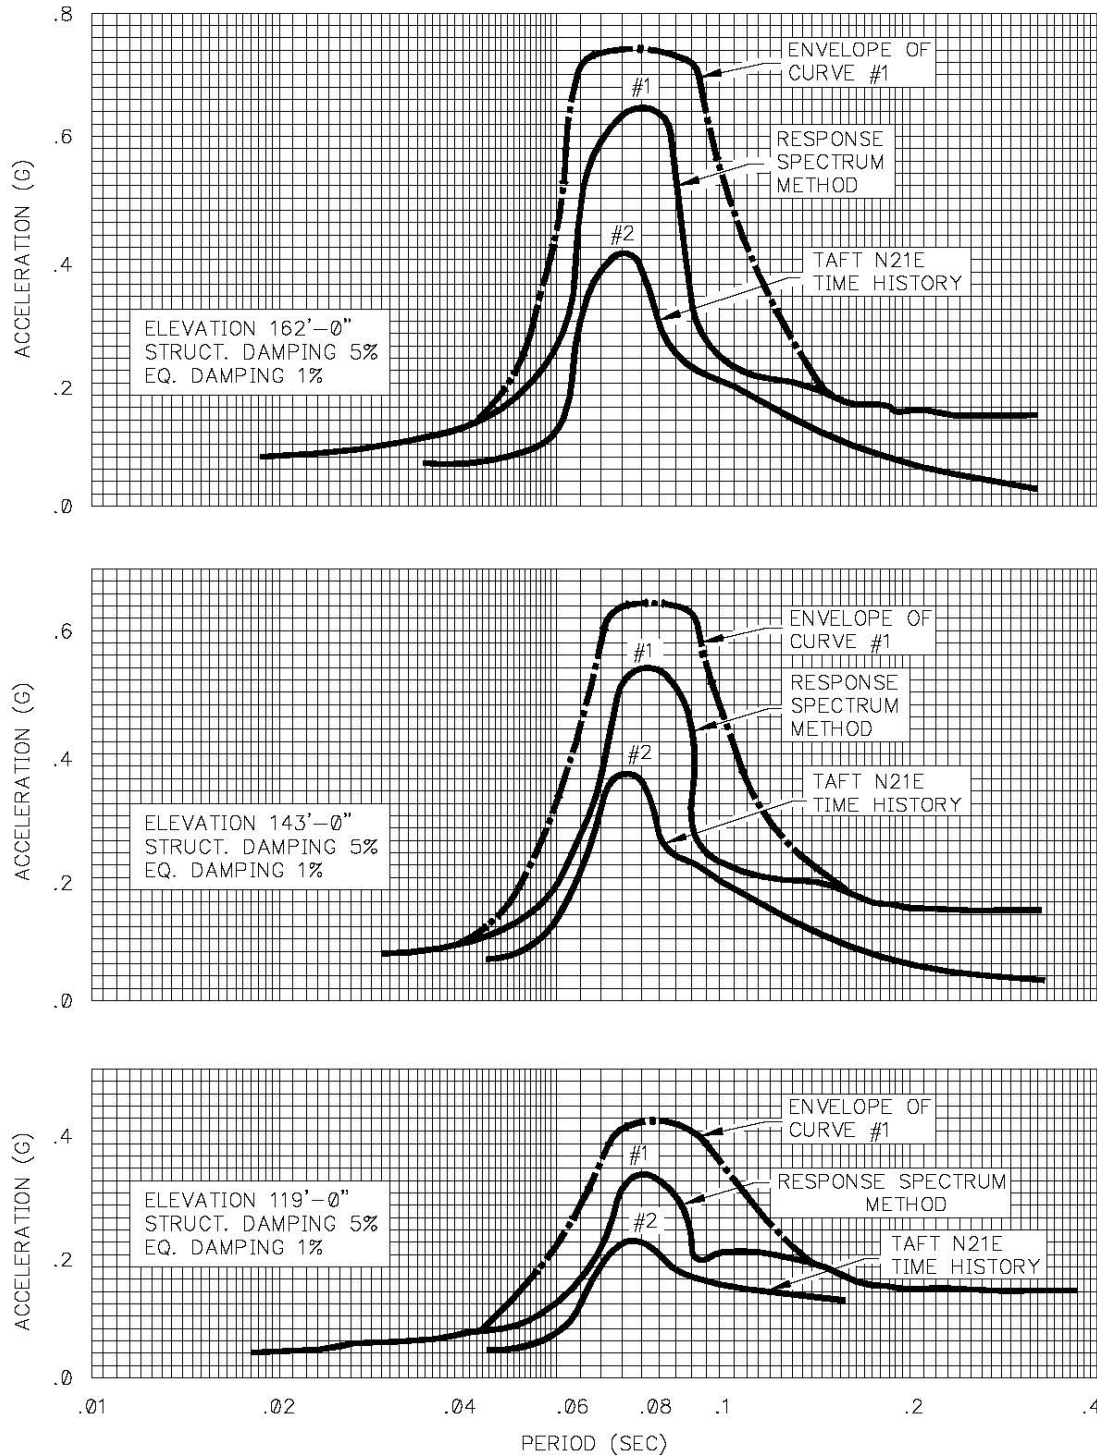 .8
ENVELOPE OF
CURVE #1
#1
.6
RESPONSE
SPECTRUM
METHOD
#2
.4
TAFT N21E
TIME HISTORY
ACCELERATION (G)
ELEVATION 162'-0"
STRUCT. DAMPING 5%
EQ. DAMPING 1%
.2
.0
.6
ENVELOPE OF
CURVE #1
#1
RESPONSE
SPECTRUM
METHOD
#2
.4
TAFT N21E
TIME HISTORY
ACCELERATION (G)
ELEVATION 143'-0"
STRUCT. DAMPING 5%
EQ. DAMPING 1%
.2
.0
ENVELOPE OF
CURVE #1
.4
#1
RESPONSE SPECTRUM
METHOD
#2
ACCELERATION (G)
ELEVATION 119'-0"
STRUCT. DAMPING 5%
EQ. DAMPING 1%
TAFT N21E
TIME HISTORY
.2
.0
.01 .02 .04 .06 .08 .1 .2 .4
PERIOD (SEC)